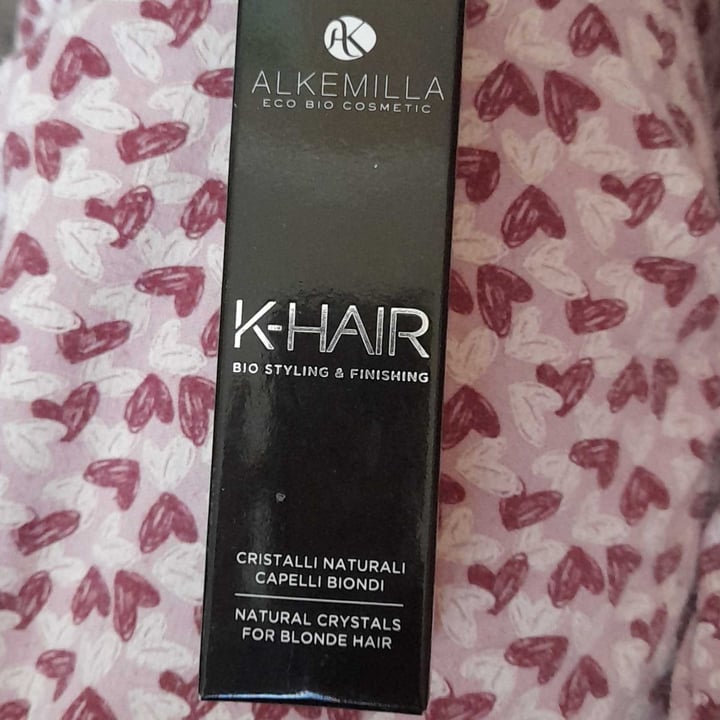 AK
ALKEMILLA
ECO BIO COSMETIC
K-HAIR
BIO STYLING & FINISHING
CRISTALLI NATURALI
CAPELLI BIONDI
NATURAL CRYSTALS
FOR BLONDE HAIR